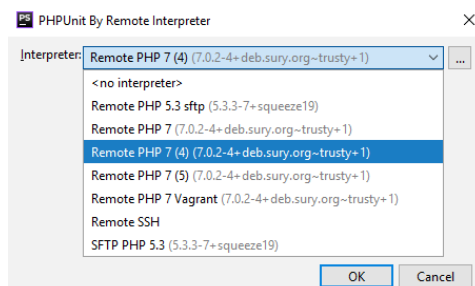 PS PHPUnit By Remote Interpreter
Interpreter: Remote PHP 7 (4) (7.0.2-4+deb.sury.org~trusty+1) ...
<no interpreter>
Remote PHP 5.3 sftp (5.3.3-7+squeeze19)
Remote PHP 7 (7.0.2-4+deb.sury.org~trusty+1)
Remote PHP 7 (4) (7.0.2-4+deb.sury.org~trusty+1)
Remote PHP 7 (5) (7.0.2-4+deb.sury.org~trusty+1)
Remote PHP 7 Vagrant (7.0.2-4+deb.sury.org~trusty+1)
Remote SSH
SFTP PHP 5.3 (5.3.3-7+squeeze19)
OK Cancel